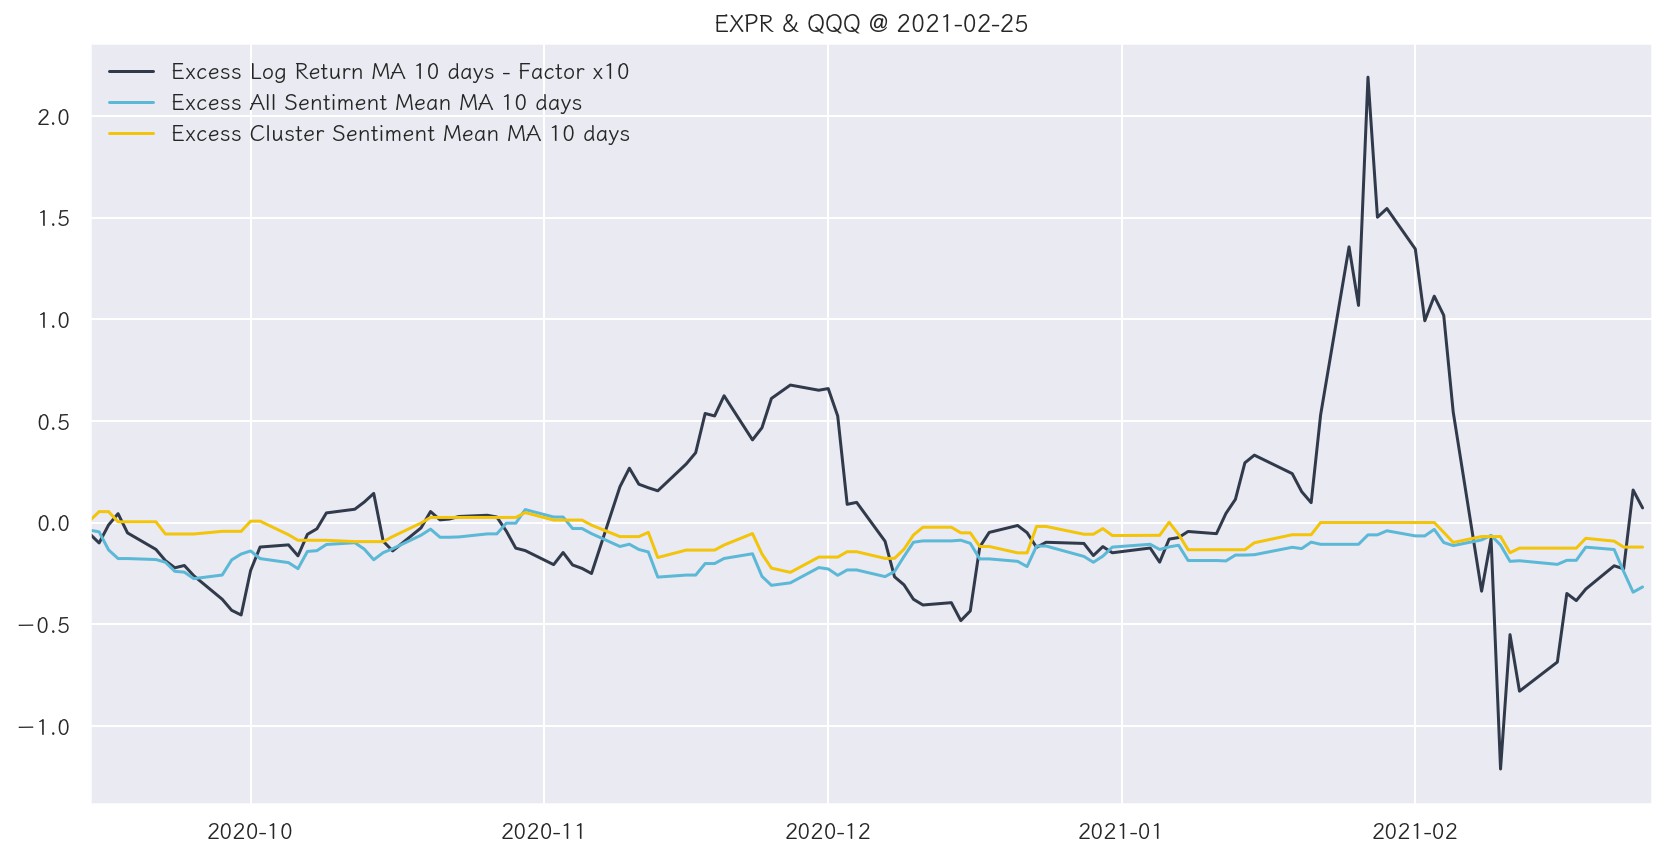 EXPR & QQQ @ 2021-02-25
Excess Log Return MA 10 days - Factor x10
Excess All Sentiment Mean MA 10 days
Excess Cluster Sentiment Mean MA 10 days
2.0
1.5
1.0
0.5
0.0
−0.5
−1.0
2020-10 2020-11 2020-12 2021-01 2021-02